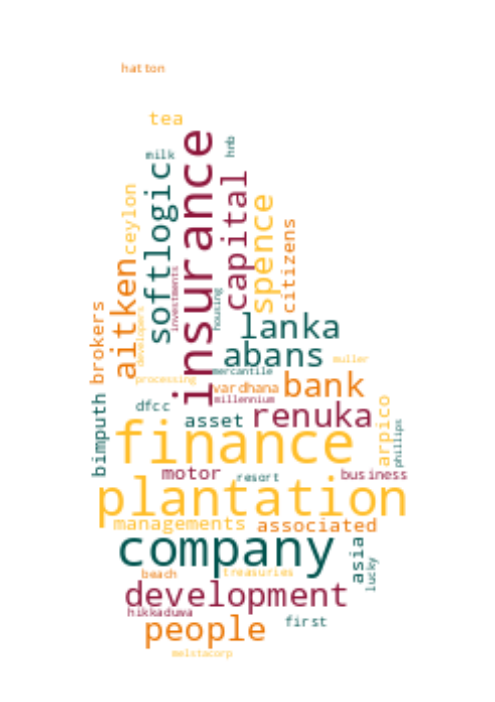 hatton
tea
milk
hnb
insurance
softlogic
capital
ceylon
spence
citizens
aitken
investments
housing
brokers
developers
lanka
abans
muller
mercantile
processing
vardhana
bank
millennium
bimputh
dfcc
asset
renuka
arpico
phillips
finance
motor
resort
business
plantation
managements
associated
company
asia
lucky
beach
treasuries
development
hikkaduwa
people
first
melstacorp